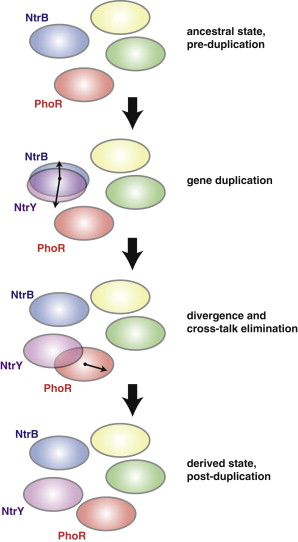 NtrB
PhoR
ancestral state,
pre-duplication
NtrB
NtrY
PhoR
gene duplication
NtrB
NtrY
PhoR
divergence and
cross-talk elimination
NtrB
NtrY
PhoR
derived state,
post-duplication